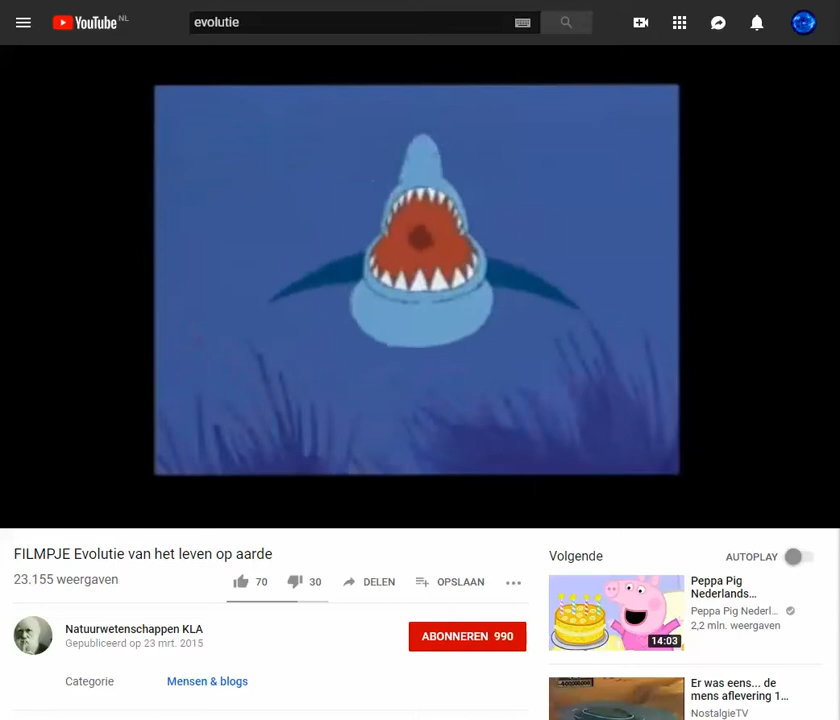 YouTube NL
evolutie
FILMPJE Evolutie van het leven op aarde
23.155 weergaven
70
30
DELEN
OPSLAAN
Natuurwetenschappen KLA
Gepubliceerd op 23 mrt. 2015
ABONNEREN 990
Categorie
Mensen & blogs
Volgende
AUTOPLAY
14:03
Peppa Pig
Nederlands...
Peppa Pig Nederl...
2,2 mln. weergaven
Er was eens... de
mens aflevering 1...
NostalgieTV